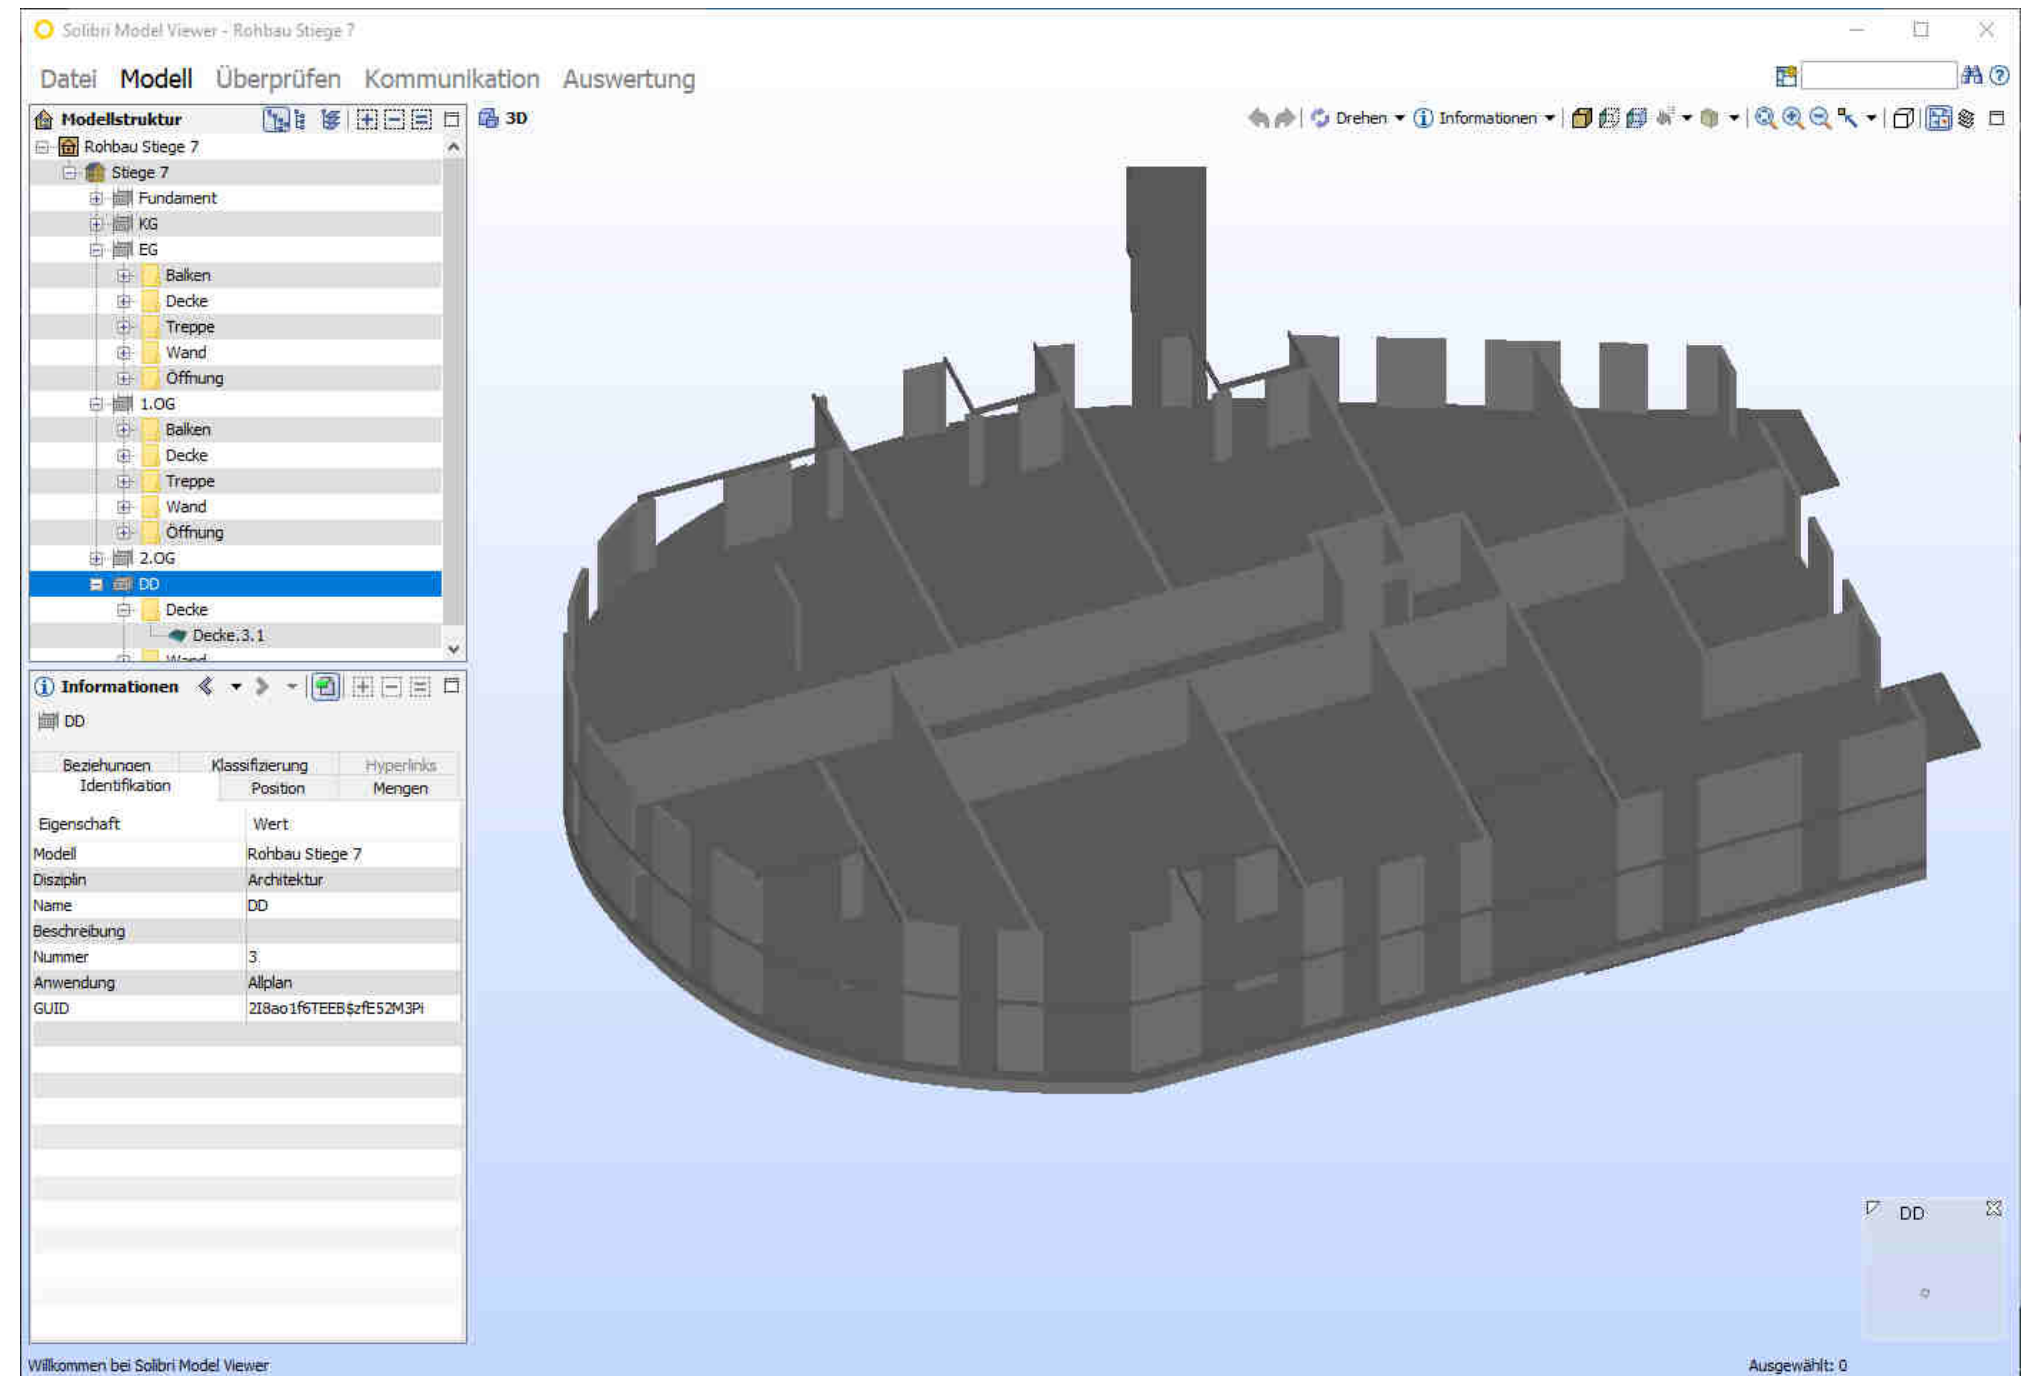 Solibri Model Viewer - Rohbau Stiege 7
Datei Modell Überprüfen Kommunikation Auswertung
Modellstruktur
3D
Drehen
Informationen
Rohbau Stiege 7
Stiege 7
Fundament
KG
EG
Balken
Decke
Treppe
Wand
Öffnung
1.OG
Balken
Decke
Treppe
Wand
Öffnung
2.OG
DD
Decke
Decke.3.1
Wand
Informationen
DD
Beziehungen Klassifizierung Hyperlinks
Identifikation Position Mengen
Eigenschaft Wert
Modell Rohbau Stiege 7
Disziplin Architektur
Name DD
Beschreibung
Nummer 3
Anwendung Allplan
GUID 2I8ao1f6TEEB$zfE52M3Pi
DD
Willkommen bei Solibri Model Viewer
Ausgewählt: 0